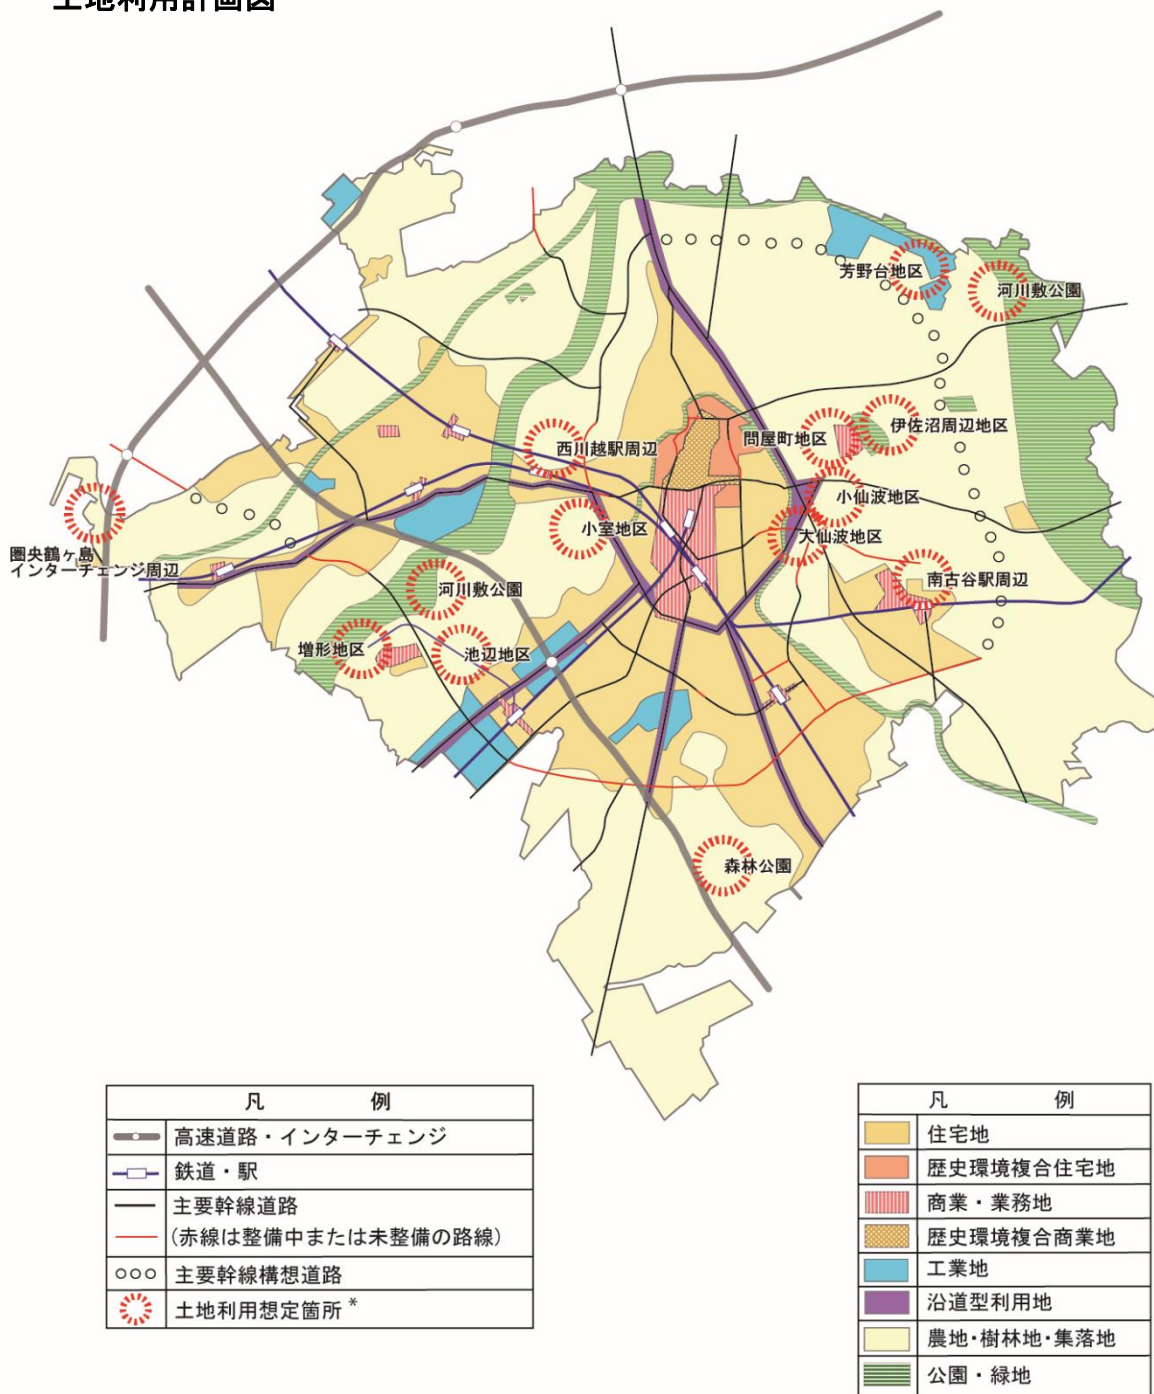 土地利用計画図
芳野台地区
河川敷公園
西川越駅周辺
問屋町地区
伊佐沼周辺地区
小仙波地区
小室地区
大仙波地区
圏央鶴ヶ島
インターチェンジ周辺
河川敷公園
南古谷駅周辺
増形地区
池辺地区
森林公園
凡 例
高速道路・インターチェンジ
鉄道・駅
主要幹線道路
(赤線は整備中または未整備の路線)
主要幹線構想道路
土地利用想定箇所 *
凡 例
住宅地
歴史環境複合住宅地
商業・業務地
歴史環境複合商業地
工業地
沿道型利用地
農地・樹林地・集落地
公園・緑地